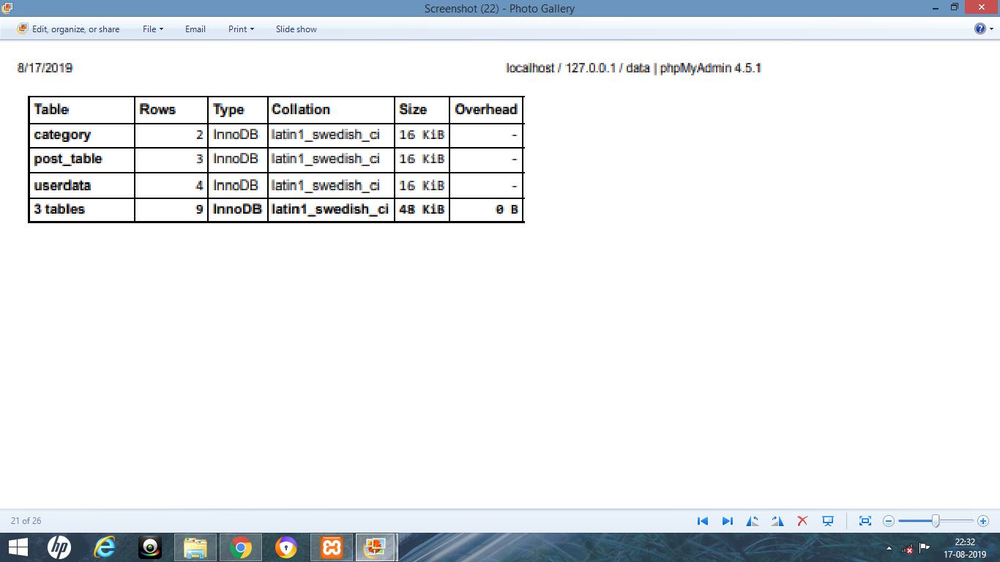 Screenshot (22) - Photo Gallery
Edit, organize, or share File Email Print Slide show
8/17/2019 localhost / 127.0.0.1 / data | phpMyAdmin 4.5.1
Table Rows Type Collation Size Overhead
category 2 InnoDB latin1_swedish_ci 16 KiB -
post_table 3 InnoDB latin1_swedish_ci 16 KiB -
userdata 4 InnoDB latin1_swedish_ci 16 KiB -
3 tables 9 InnoDB latin1_swedish_ci 48 KiB 0 B
21 of 26
hp
22:32
17-08-2019